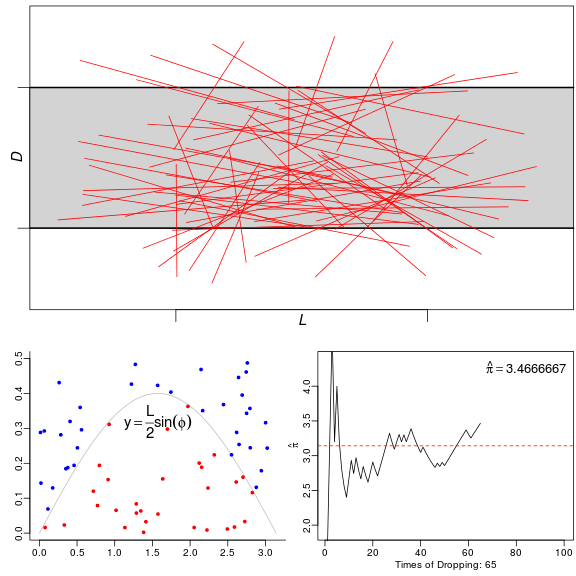 D
L
y = L/2 sin(ϕ)
0.5
0.4
0.3
0.2
0.1
0.0
0.0 0.5 1.0 1.5 2.0 2.5 3.0
π̂ = 3.4666667
4.0
3.5
3.0
2.5
2.0
π̂
0 20 40 60 80 100
Times of Dropping: 65